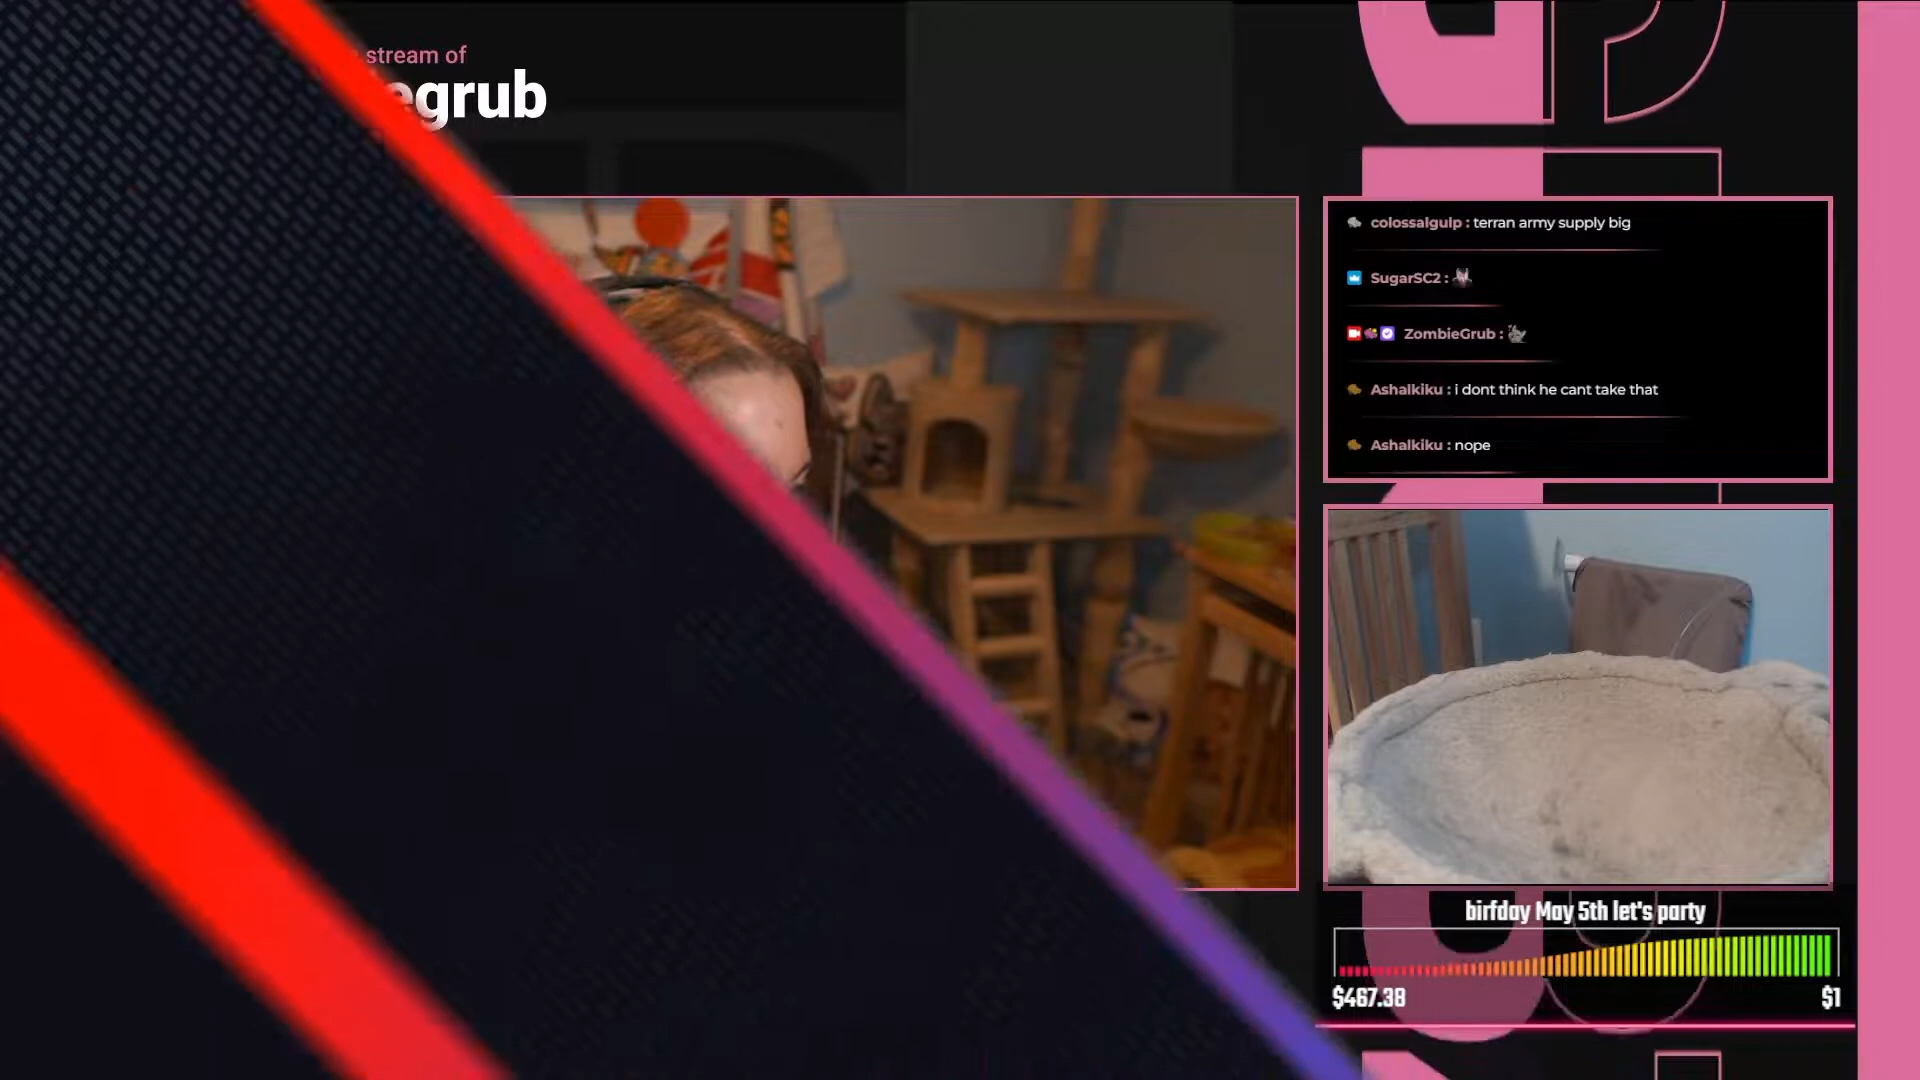 stream of
egrub
colossalgulp : terran army supply big
SugarSC2 :
ZombieGrub :
Ashalkiku : i dont think he cant take that
Ashalkiku : nope
birfday May 5th let's party
$467.38
$1